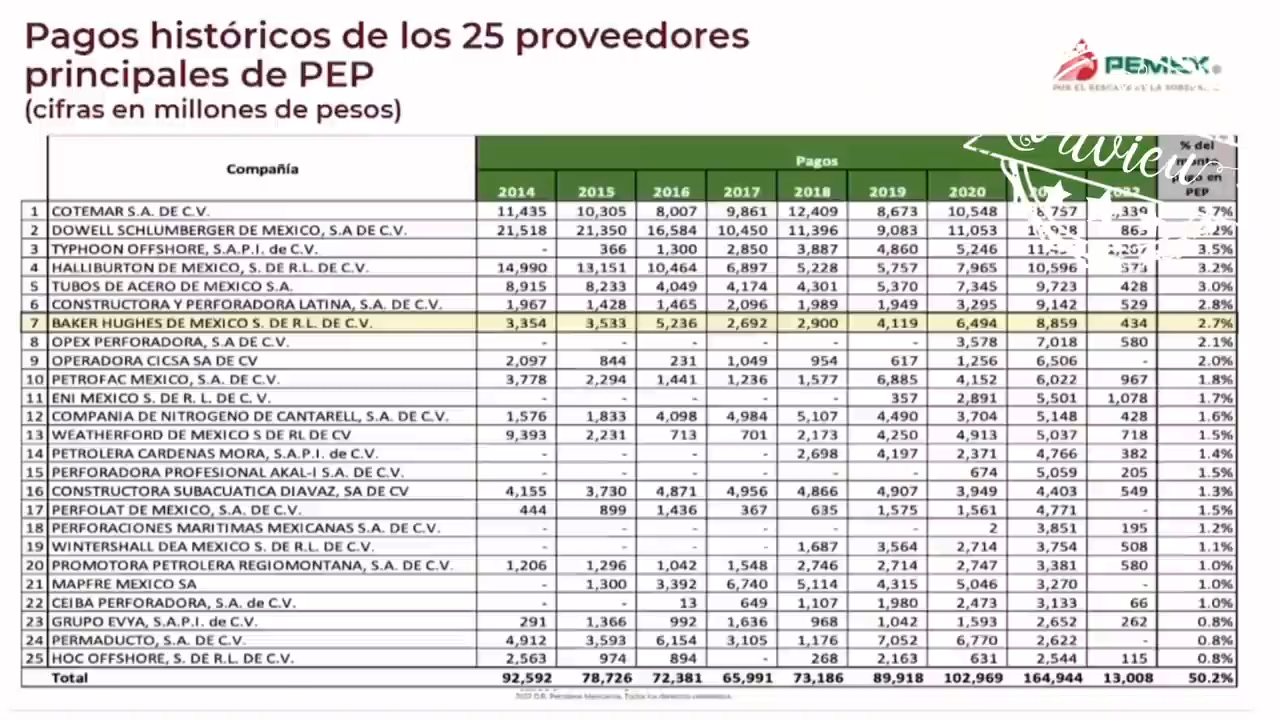 Pagos históricos de los 25 proveedores
principales de PEP
(cifras en millones de pesos)
PEMEX
POR EL RESCATE DE LA
Compañía Pagos % del
PEP
2014 2015 2016 2017 2018 2019 2020
1 COTEMAR S.A. DE C.V. 11,435 10,305 8,007 9,861 12,409 8,673 10,548
2 DOWELL SCHLUMBERGER DE MEXICO, S.A DE C.V. 21,518 21,350 16,584 10,450 11,396 9,083 11,053
3 TYPHOON OFFSHORE, S.A.P.I. de C.V. - 366 1,300 2,850 3,887 4,860 5,246 3.5%
4 HALLIBURTON DE MEXICO, S. DE R.L. DE C.V. 14,990 13,151 10,464 6,897 5,228 5,757 7,965 10,596 573 3.2%
5 TUBOS DE ACERO DE MEXICO S.A. 8,915 8,233 4,049 4,174 4,301 5,370 7,345 9,723 428 3.0%
6 CONSTRUCTORA Y PERFORADORA LATINA, S.A. DE C.V. 1,967 1,428 1,465 2,096 1,989 1,949 3,295 9,142 529 2.8%
7 BAKER HUGHES DE MEXICO S. DE R.L. DE C.V. 3,354 3,533 5,236 2,692 2,900 4,119 6,494 8,859 434 2.7%
8 OPEX PERFORADORA, S.A DE C.V. - - - - - - 3,578 7,018 580 2.1%
9 OPERADORA CICSA SA DE CV 2,097 844 231 1,049 954 617 1,256 6,506 - 2.0%
10 PETROFAC MEXICO, S.A. DE C.V. 3,778 2,294 1,441 1,236 1,577 6,885 4,152 6,022 967 1.8%
11 ENI MEXICO S. DE R. L. DE C. V. - - - - - 357 2,891 5,501 1,078 1.7%
12 COMPANIA DE NITROGENO DE CANTARELL, S.A. DE C.V. 1,576 1,833 4,098 4,984 5,107 4,490 3,704 5,148 428 1.6%
13 WEATHERFORD DE MEXICO S DE RL DE CV 9,393 2,231 713 701 2,173 4,250 4,913 5,037 718 1.5%
14 PETROLERA CARDENAS MORA, S.A.P.I. de C.V. - - - - 2,698 4,197 2,371 4,766 382 1.4%
15 PERFORADORA PROFESIONAL AKAL-I S.A. DE C.V. - - - - - - 674 5,059 205 1.5%
16 CONSTRUCTORA SUBACUATICA DIAVAZ, SA DE CV 4,155 3,730 4,871 4,956 4,866 4,907 3,949 4,403 549 1.3%
17 PERFOLAT DE MEXICO, S.A. DE C.V. 444 899 1,436 367 635 1,575 1,561 4,771 - 1.5%
18 PERFORACIONES MARITIMAS MEXICANAS S.A. DE C.V. - - - - - - 2 3,851 195 1.2%
19 WINTERSHALL DEA MEXICO S. DE R.L. DE C.V. - - - - 1,687 3,564 2,714 3,754 508 1.1%
20 PROMOTORA PETROLERA REGIOMONTANA, S.A. DE C.V. 1,206 1,296 1,042 1,548 2,746 2,714 2,747 3,381 580 1.0%
21 MAPFRE MEXICO SA - 1,300 3,392 6,740 5,114 4,315 5,046 3,270 - 1.0%
22 CEIBA PERFORADORA, S.A. de C.V. - - 13 649 1,107 1,980 2,473 3,133 66 1.0%
23 GRUPO EVYA, S.A.P.I. de C.V. 291 1,366 992 1,636 968 1,042 1,593 2,652 262 0.8%
24 PERMADUCTO, S.A. DE C.V. 4,912 3,593 6,154 3,105 1,176 7,052 6,770 2,622 - 0.8%
25 HOC OFFSHORE, S. DE R.L. DE C.V. 2,563 974 894 - 268 2,163 631 2,544 115 0.8%
Total 92,592 78,726 72,381 65,991 73,186 89,918 102,969 164,944 13,008 50.2%
2022 D.R. Petróleos Mexicanos. Todos los derechos reservados.